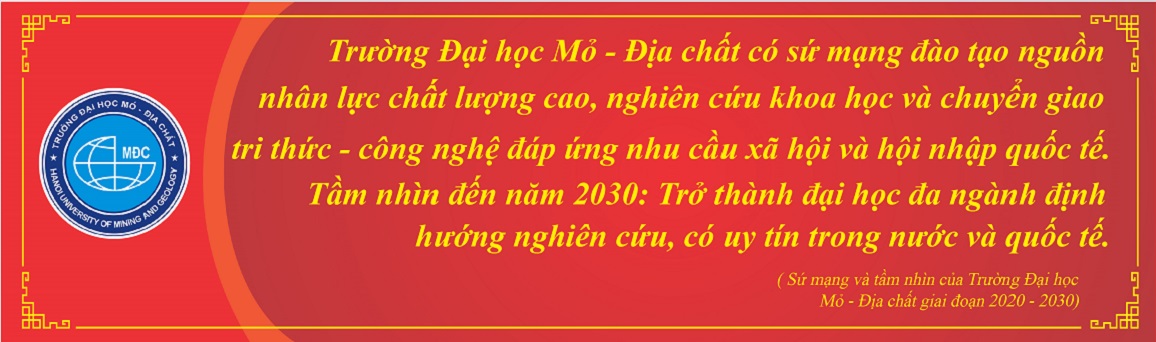 Trường Đại học Mỏ - Địa chất có sứ mạng đào tạo nguồn
nhân lực chất lượng cao, nghiên cứu khoa học và chuyển giao
tri thức - công nghệ đáp ứng nhu cầu xã hội và hội nhập quốc tế.
Tầm nhìn đến năm 2030: Trở thành đại học đa ngành định
hướng nghiên cứu, có uy tín trong nước và quốc tế.
( Sứ mạng và tầm nhìn của Trường Đại học
Mỏ - Địa chất giai đoạn 2020 - 2030)
TRƯỜNG ĐẠI HỌC MỎ - ĐỊA CHẤT
MĐC
HANOI UNIVERSITY OF MINING AND GEOLOGY